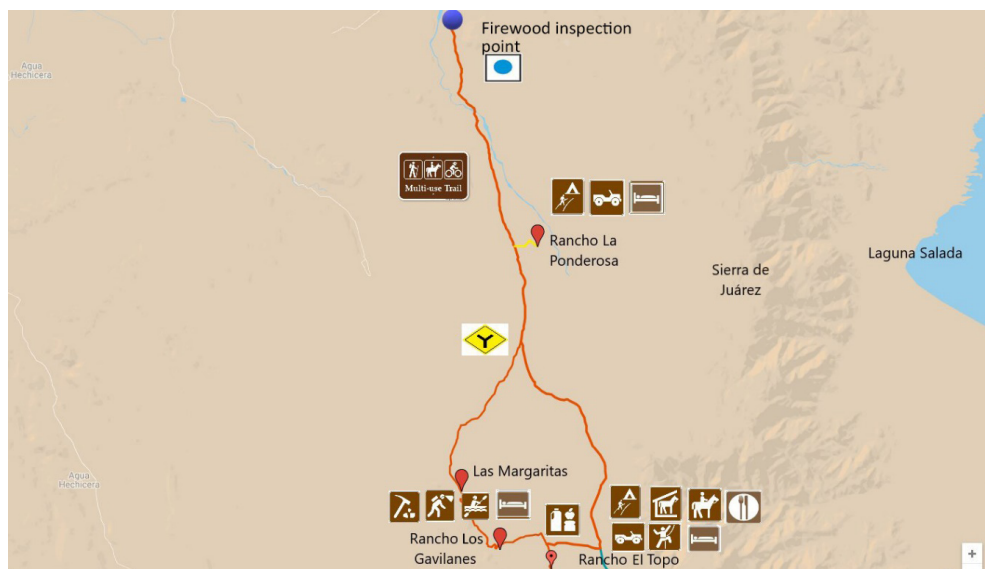 Firewood inspection
point
Agua
Hechicera
Multi-use Trail
Rancho La
Ponderosa
Laguna Salada
Sierra de
Juárez
Y
Las Margaritas
Agua
Hechicera
Rancho Los
Gavilanes
Rancho El Topo
+